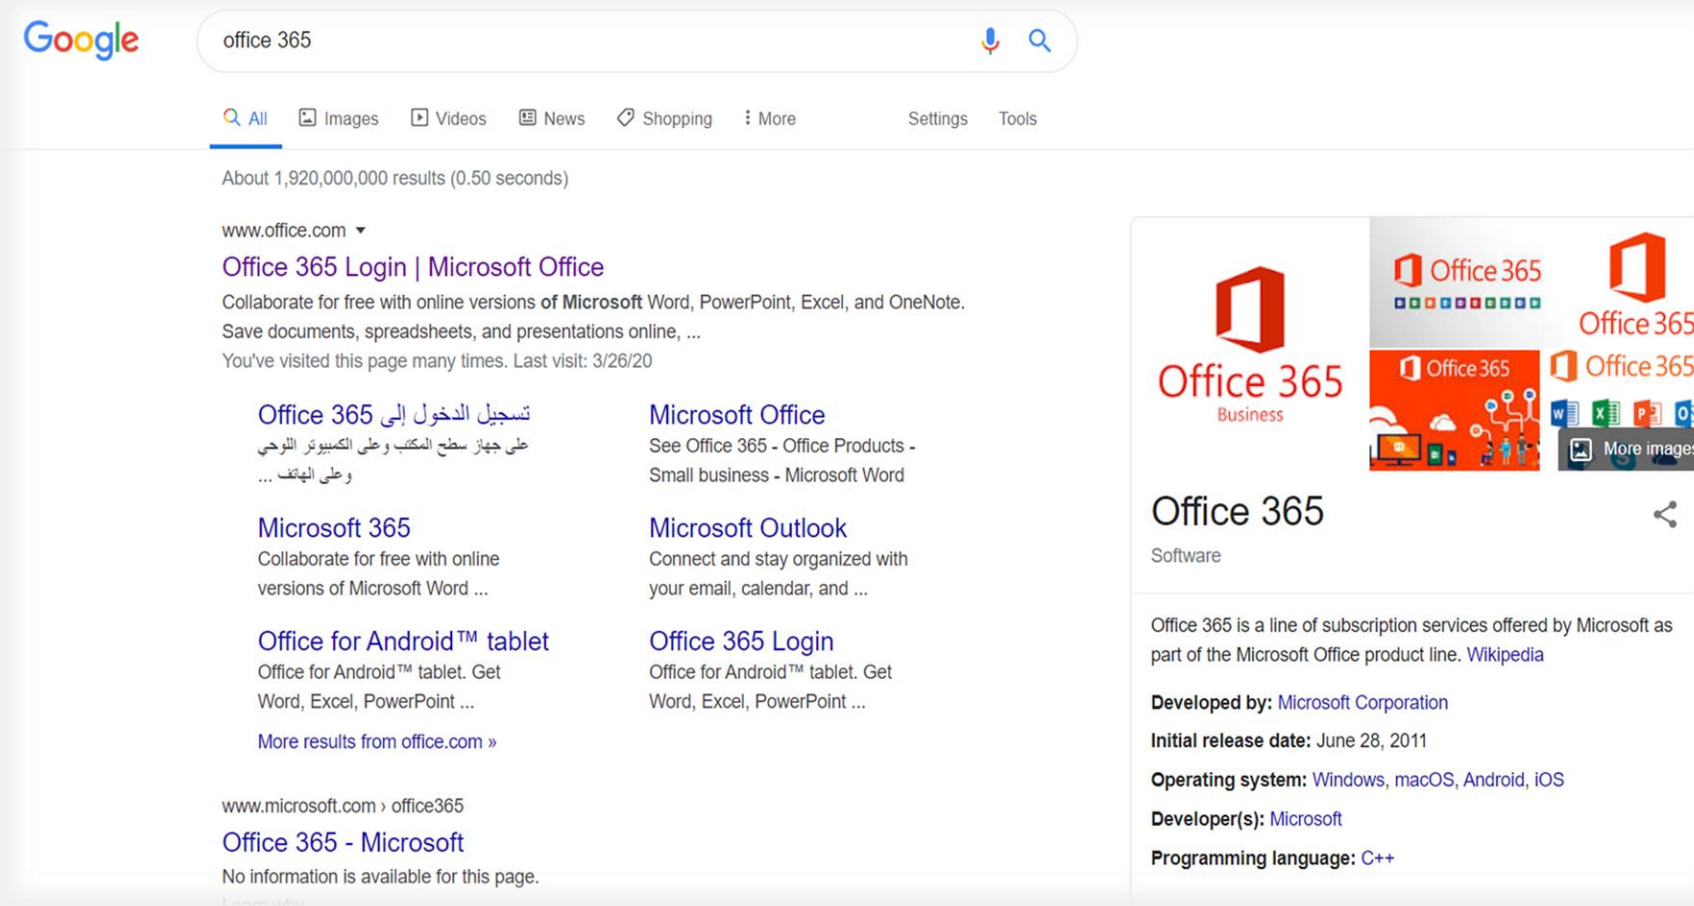 Google
office 365
All
Images
Videos
News
Shopping
More
Settings
Tools
About 1,920,000,000 results (0.50 seconds)
www.office.com
Office 365 Login | Microsoft Office
Collaborate for free with online versions of Microsoft Word, PowerPoint, Excel, and OneNote.
Save documents, spreadsheets, and presentations online, ...
You've visited this page many times. Last visit: 3/26/20
تسجيل الدخول إلى Office 365
على جهاز سطح المكتب وعلى الكمبيوتر اللوحي
وعلى الهاتف ...
Microsoft Office
See Office 365 - Office Products -
Small business - Microsoft Word
Microsoft 365
Collaborate for free with online
versions of Microsoft Word ...
Microsoft Outlook
Connect and stay organized with
your email, calendar, and ...
Office for Android™ tablet
Office for Android™ tablet. Get
Word, Excel, PowerPoint ...
Office 365 Login
Office for Android™ tablet. Get
Word, Excel, PowerPoint ...
More results from office.com »
www.microsoft.com › office365
Office 365 - Microsoft
No information is available for this page.
Learn why
Office 365
Business
Office 365
Office 365
Office 365
Office 365
More images
Office 365
Software
Office 365 is a line of subscription services offered by Microsoft as
part of the Microsoft Office product line. Wikipedia
Developed by: Microsoft Corporation
Initial release date: June 28, 2011
Operating system: Windows, macOS, Android, iOS
Developer(s): Microsoft
Programming language: C++